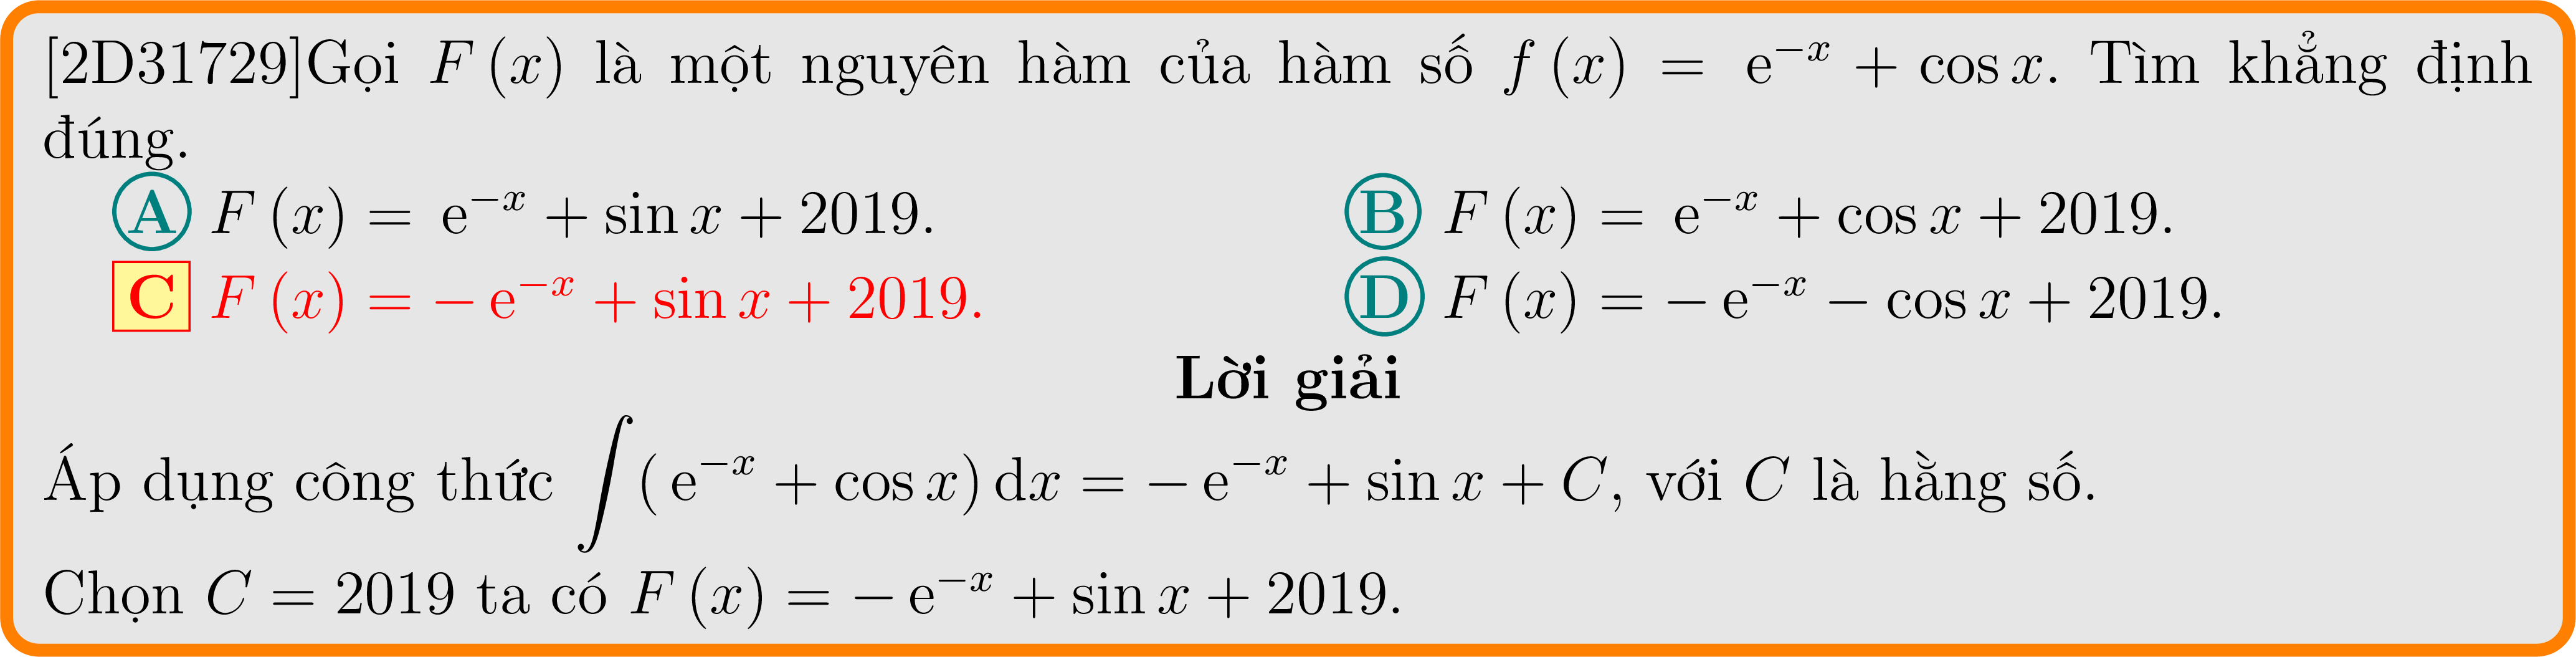 [2D31729]Gọi F (x) là một nguyên hàm của hàm số f (x) = e⁻ˣ + cos x. Tìm khẳng định
đúng.
A F (x) = e⁻ˣ + sin x + 2019. B F (x) = e⁻ˣ + cos x + 2019.
C F (x) = − e⁻ˣ + sin x + 2019. D F (x) = − e⁻ˣ − cos x + 2019.
Lời giải
Áp dụng công thức ∫ ( e⁻ˣ + cos x) dx = − e⁻ˣ + sin x + C, với C là hằng số.
Chọn C = 2019 ta có F (x) = − e⁻ˣ + sin x + 2019.